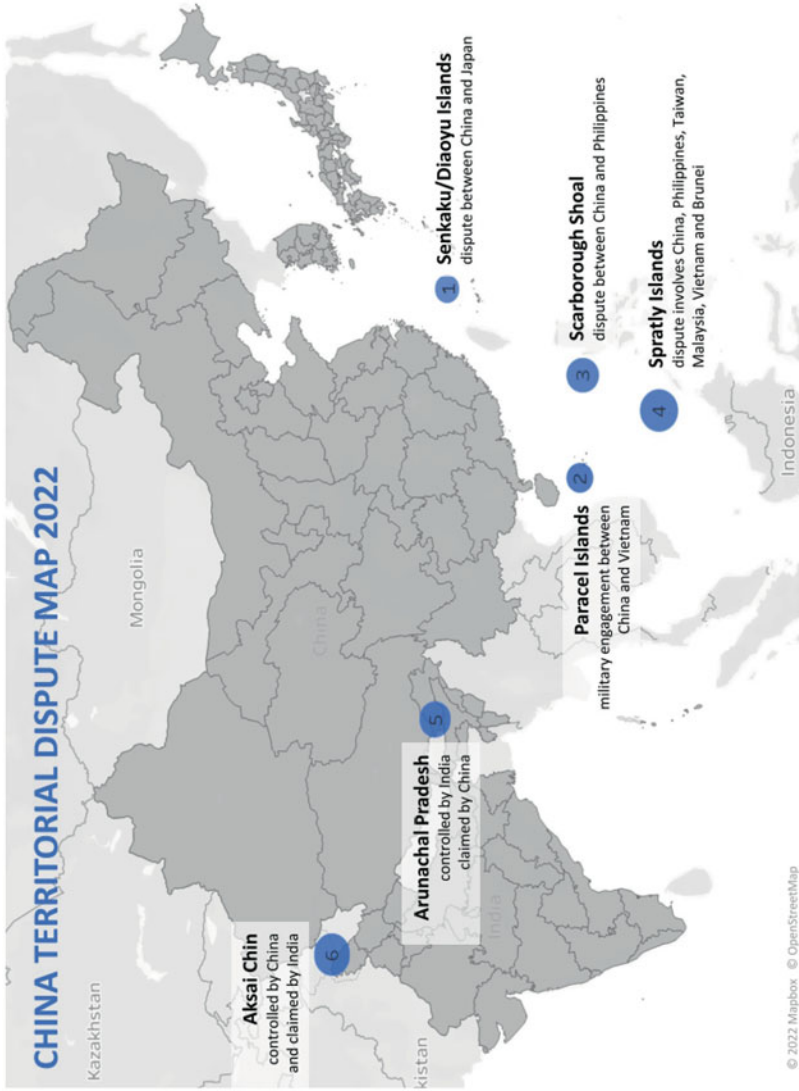 CHINA TERRITORIAL DISPUTE MAP 2022
Kazakhstan
Mongolia
China
Aksai Chin
controlled by China
and claimed by India
6
Arunachal Pradesh
controlled by India
claimed by China
5
India
kistan
Senkaku/Diaoyu Islands
dispute between China and Japan
1
Paracel Islands
military engagement between
China and Vietnam
2
Scarborough Shoal
dispute between China and Philippines
3
Spratly Islands
dispute involves China, Philippines, Taiwan,
Malaysia, Vietnam and Brunei
4
Indonesia
© 2022 Mapbox © OpenStreetMap